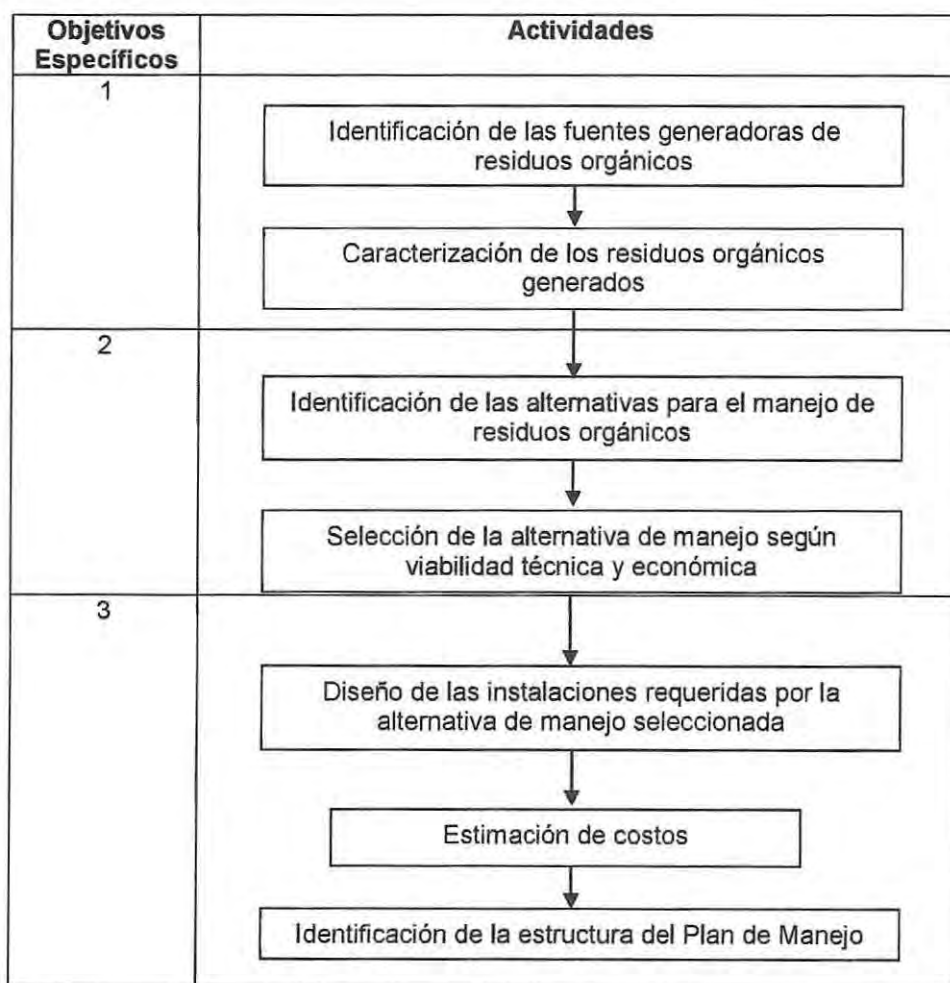 Objetivos
Específicos
Actividades
1
Identificación de las fuentes generadoras de
residuos orgánicos
Caracterización de los residuos orgánicos
generados
2
Identificación de las alternativas para el manejo de
residuos orgánicos
Selección de la alternativa de manejo según
viabilidad técnica y económica
3
Diseño de las instalaciones requeridas por la
alternativa de manejo seleccionada
Estimación de costos
Identificación de la estructura del Plan de Manejo